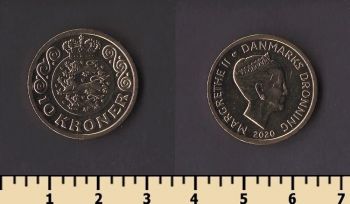 10 KRONER
MARGRETHE II DANMARKS DRONNING
2020
1 2 3 4 5 6 7